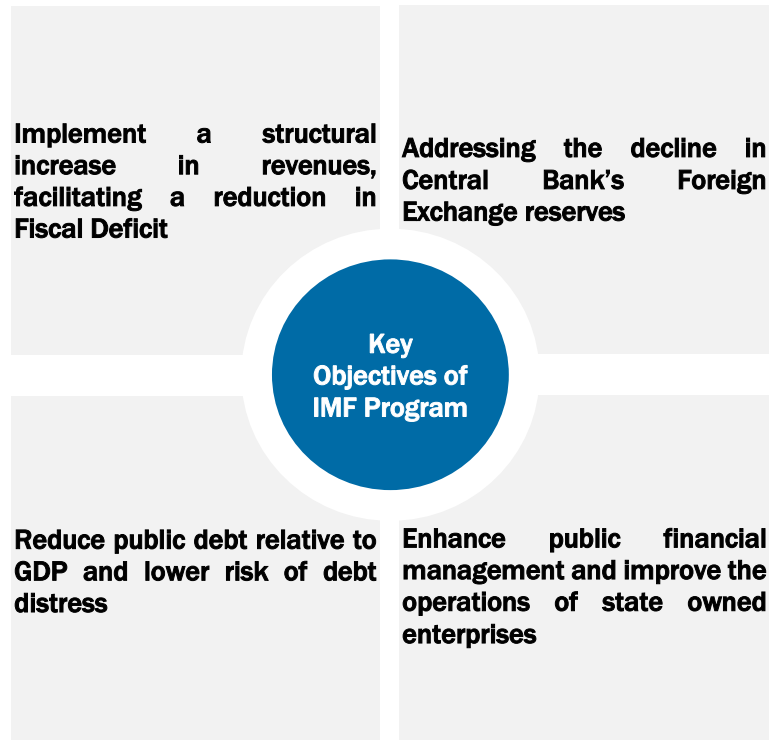 Implement a structural
increase in revenues,
facilitating a reduction in
Fiscal Deficit
Addressing the decline in
Central Bank’s Foreign
Exchange reserves
Key
Objectives of
IMF Program
Reduce public debt relative to
GDP and lower risk of debt
distress
Enhance public financial
management and improve the
operations of state owned
enterprises